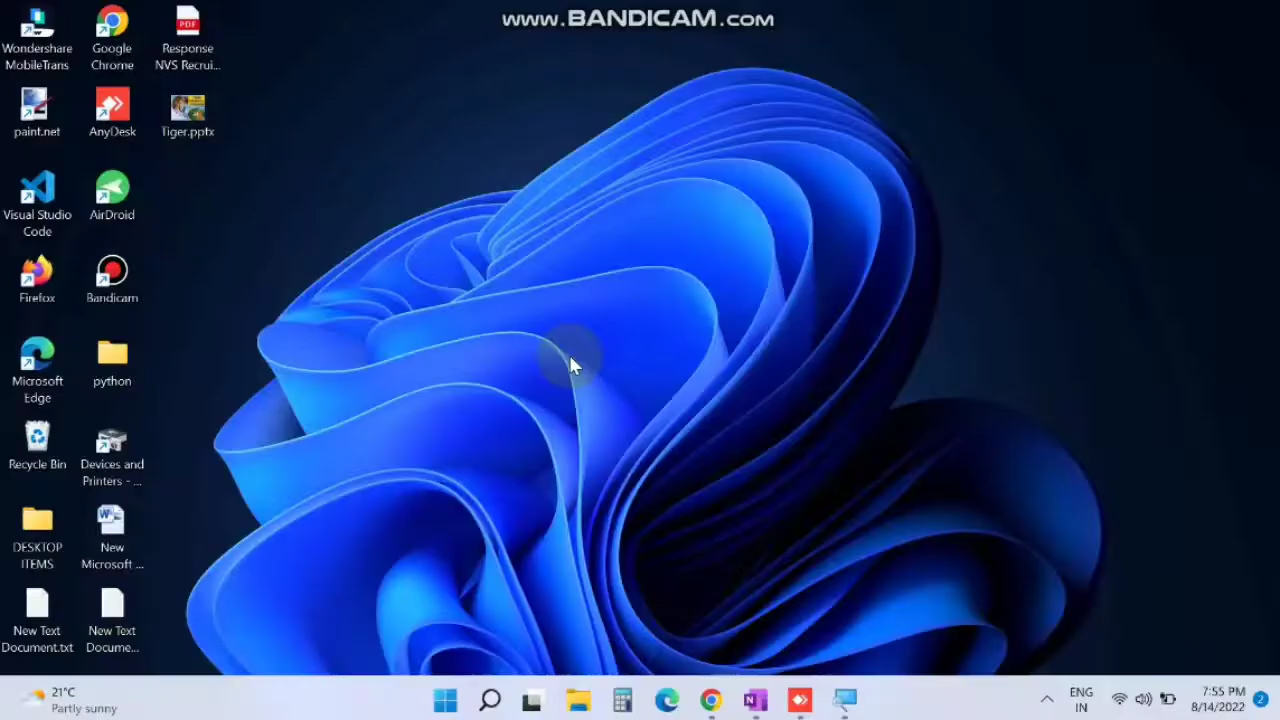 www.BANDICAM.com
Wondershare
MobileTrans
Google
Chrome
PDF
Response
NVS Recrui...
paint.net
AnyDesk
Tiger.pptx
Visual Studio
Code
AirDroid
Firefox
Bandicam
Microsoft
Edge
python
Recycle Bin
Devices and
Printers - ...
DESKTOP
ITEMS
W
New
Microsoft ...
New Text
Document.txt
New Text
Docume...
21°C
Partly sunny
N
ENG
IN
7:55 PM
8/14/2022
2